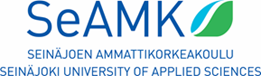 SeAMK
SEINÄJOEN AMMATTIKORKEAKOULU
SEINÄJOKI UNIVERSITY OF APPLIED SCIENCES